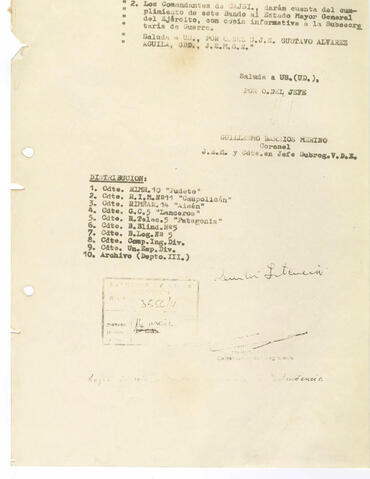 " 2. Los Comandantes de CAJSI., darán cuenta del cum-
" plimiento de este Bando al Estado Mayor General
" del Ejército, con copia informativa a la Subsecre
" taría de Guerra.
" Saluda a US., POR O.DEL C.J.E. GUSTAVO ALVAREZ
" AGUILA, GDD., J.E.M.G.E."
Saluda a US.(UD.),
POR O.DEL JEFE
GUILLERMO BARRIOS MERINO
Coronel
J.E.M. y Cdte.en Jefe Subrog.V.D.E.
DISTRIBUCION:
1. Cdte. RIMR.10 "Pudeto"
2. Cdte. R.I.M.Nº11 "Caupolicán"
3. Cdte. RIMÑAR.14 "Aisén"
4. Cdte. G.C.5 "Lanceros"
5. Cdte. R.Telec.5 "Patagonia"
6. Cdte. B.Blind.Nº5
7. Cdte. B.Log.Nº 5
8. Cdte. Comp.Ing.Div.
9. Cdte. Un.Esp.Div.
10. Archivo (Depto.III.)